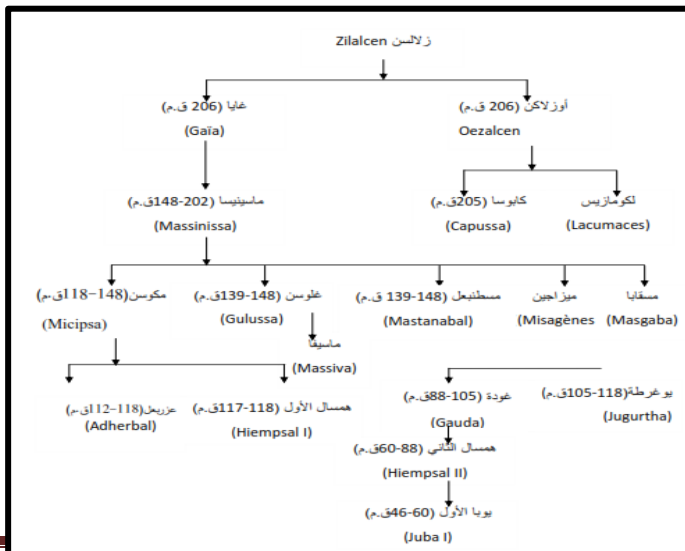 زلالسن Zilalcen
غايا (206 ق.م)
(Gaïa)
أوزلاكن (206 ق.م)
Oezalcen
ماسينيسا (202-148ق.م)
(Massinissa)
كابوسا (205ق.م)
(Capussa)
لكومازيس
(Lacumaces)
مكوسن(148–118ق.م)
(Micipsa)
غلوسن (148-139ق.م)
(Gulussa)
ماسيفا
(Massiva)
مسطنبعل (148-139 ق.م)
(Mastanabal)
ميزاجين
(Misagènes
مسقابا
(Masgaba)
عزربعل(118–112ق.م)
(Adherbal)
همسال الأول (118-117ق.م)
(Hiempsal I)
غودة (105-88ق.م)
(Gauda)
يوغرطة(118-105ق.م)
(Jugurtha)
همسال الثاني (88-60ق.م)
(Hiempsal II)
يوبا الأول (60-46ق.م)
(Juba I)